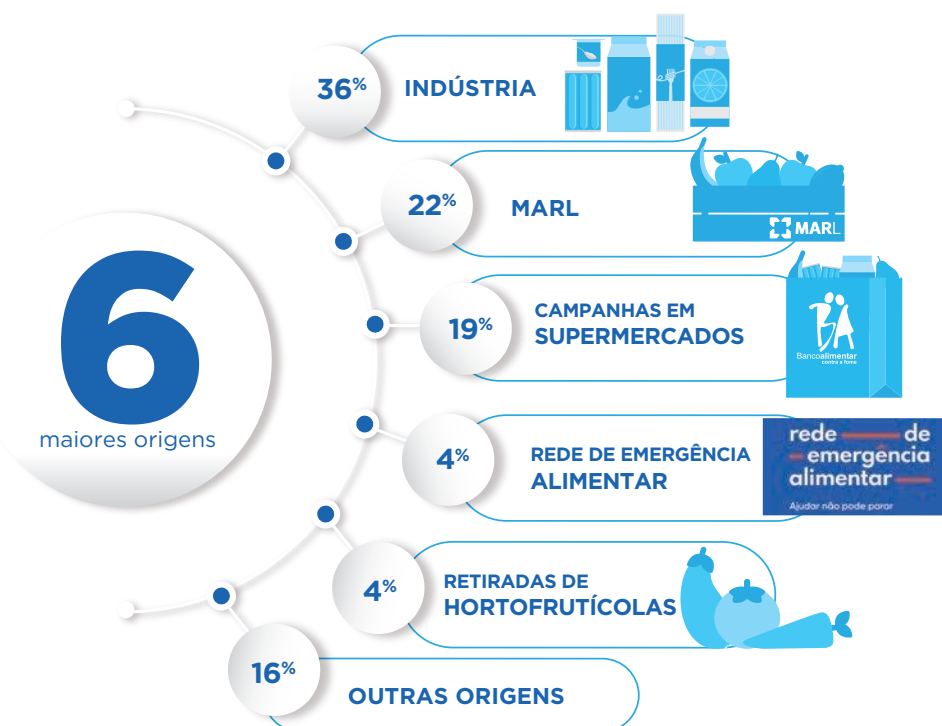 36%
INDÚSTRIA
22%
MARL
MARL
6
maiores origens
19%
CAMPANHAS EM
SUPERMERCADOS
Bancoalimentar
contra a fome
4%
REDE DE EMERGÊNCIA
ALIMENTAR
rede de
emergência
alimentar
Ajudar não pode parar
4%
RETIRADAS DE
HORTOFRUTÍCOLAS
16%
OUTRAS ORIGENS